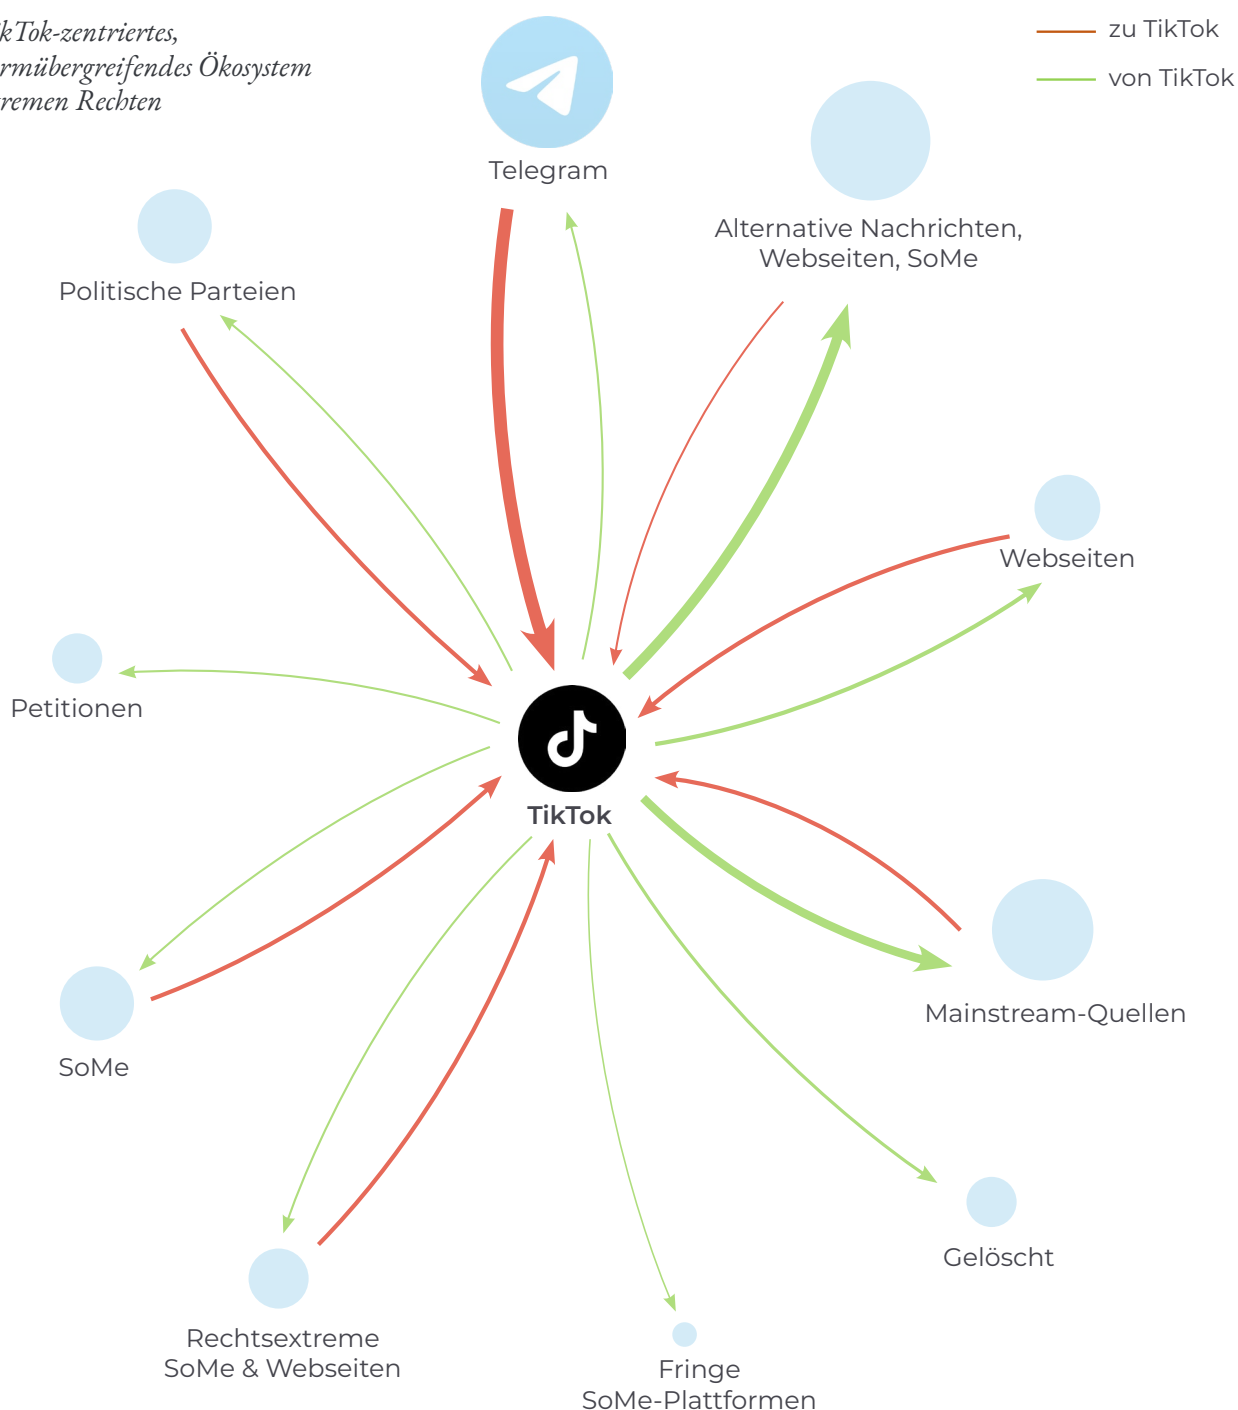 kTok-zentriertes,
rmübergreifendes Ökosystem
remen Rechten
zu TikTok
von TikTok
Telegram
Alternative Nachrichten,
Webseiten, SoMe
Politische Parteien
Webseiten
Petitionen
TikTok
Mainstream-Quellen
SoMe
Gelöscht
Rechtsextreme
SoMe & Webseiten
Fringe
SoMe-Plattformen